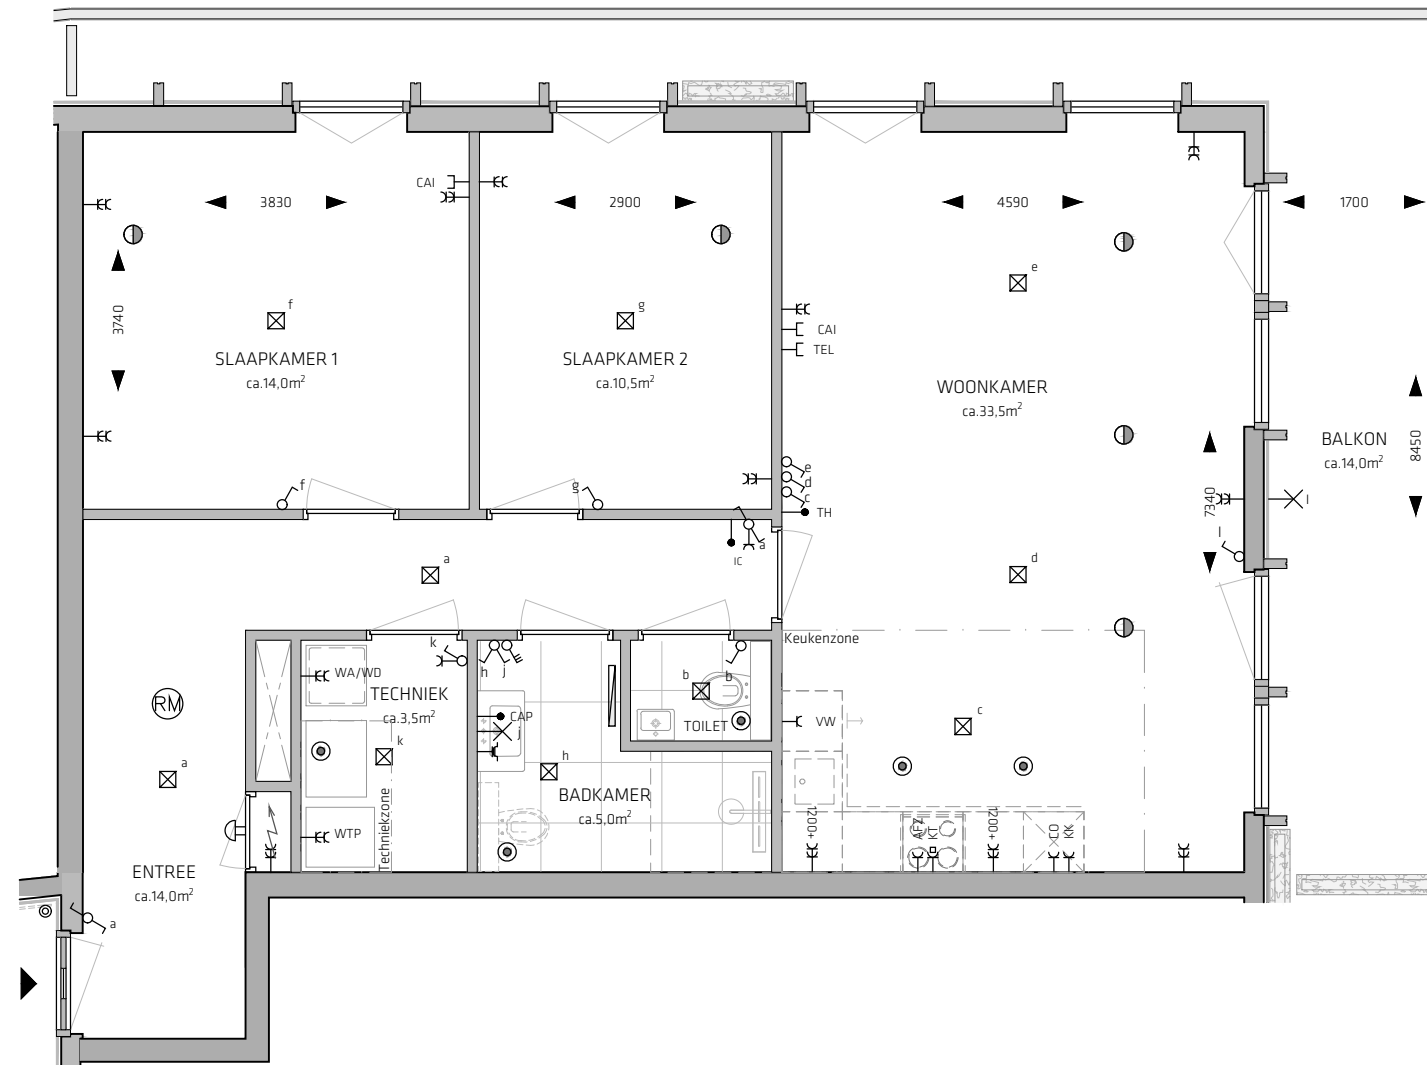 CAI
3830
2900
4590
1700
3740
f
g
e
SLAAPKAMER 1
ca.14,0m²
SLAAPKAMER 2
ca.10,5m²
CAI
TEL
WOONKAMER
ca.33,5m²
BALKON
ca.14,0m²
8450
7340
l
l
f
g
e
d
c
TH
a
IC
a
d
Keukenzone
k
h
j
b
b
WA/WD
TECHNIEK
ca.3,5m²
k
RM
CAP
j
TOILET
VW
c
a
h
BADKAMER
ca.5,0m²
Techniekzone
WTP
1200+
AFZ
KT
1200+
CO
KK
ENTREE
ca.14,0m²
a